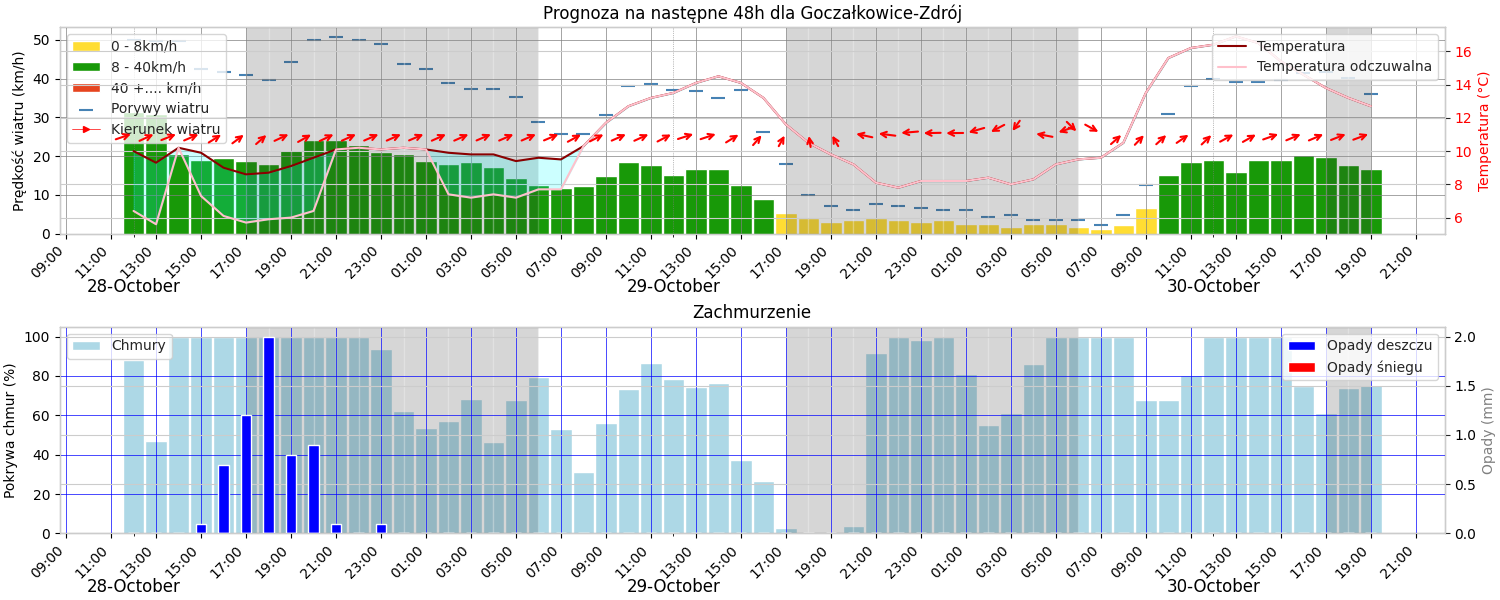 Prognoza na następne 48h dla Goczałkowice-Zdrój
Prędkość wiatru (km/h)
50
40
30
20
10
0
0 - 8km/h
8 - 40km/h
40 +.... km/h
Porywy wiatru
Kierunek wiatru
Temperatura
Temperatura odczuwalna
16
14
12
10
8
6
Temperatura (°C)
09:00 11:00 13:00 15:00 17:00 19:00 21:00 23:00 01:00 03:00 05:00 07:00 09:00 11:00 13:00 15:00 17:00 19:00 21:00 23:00 01:00 03:00 05:00 07:00 09:00 11:00 13:00 15:00 17:00 19:00 21:00
28-October 29-October 30-October
Zachmurzenie
Pokrywa chmur (%)
100
80
60
40
20
0
Chmury
Opady deszczu
Opady śniegu
2.0
1.5
1.0
0.5
0.0
Opady (mm)
09:00 11:00 13:00 15:00 17:00 19:00 21:00 23:00 01:00 03:00 05:00 07:00 09:00 11:00 13:00 15:00 17:00 19:00 21:00 23:00 01:00 03:00 05:00 07:00 09:00 11:00 13:00 15:00 17:00 19:00 21:00
28-October 29-October 30-October